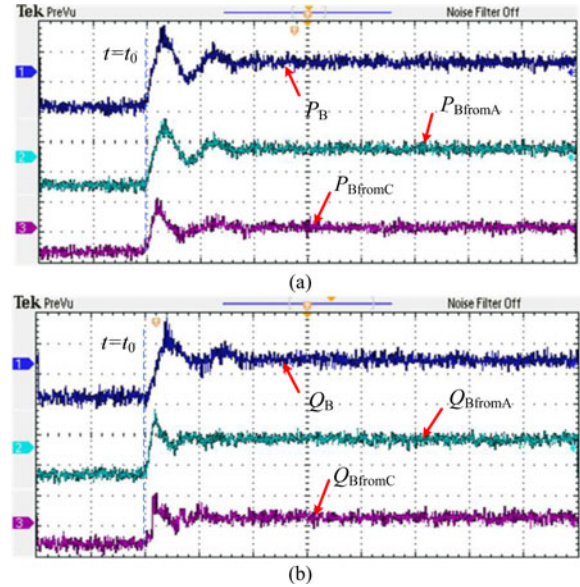 Tek PreVu
Noise Filter Off
t=t0
1
PB
PBfromA
2
PBfromC
3
(a)
Tek PreVu
Noise Filter Off
t=t0
1
QB
QBfromA
2
QBfromC
3
(b)